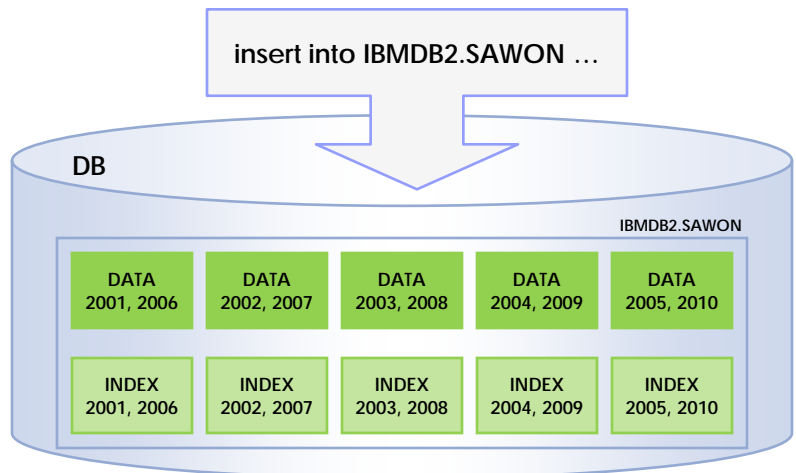 insert into IBMDB2.SAWON …
DB
IBMDB2.SAWON
DATA
2001, 2006
DATA
2002, 2007
DATA
2003, 2008
DATA
2004, 2009
DATA
2005, 2010
INDEX
2001, 2006
INDEX
2002, 2007
INDEX
2003, 2008
INDEX
2004, 2009
INDEX
2005, 2010